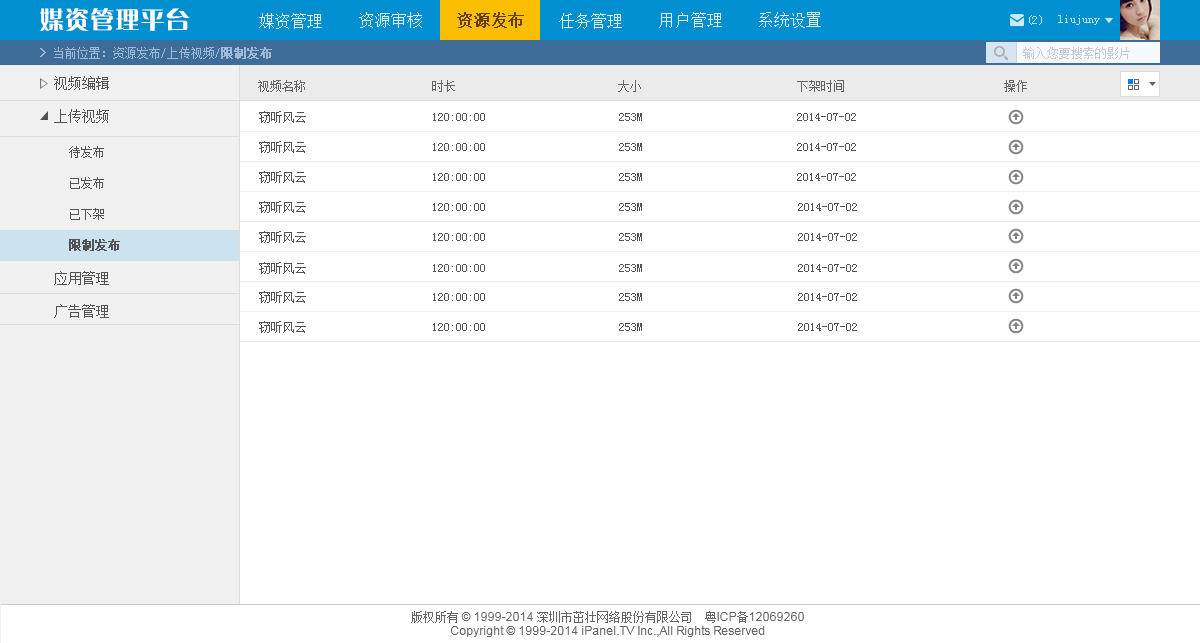 媒资管理平台 媒资管理 资源审核 资源发布 任务管理 用户管理 系统设置 (2) liujuny
当前位置：资源发布/上传视频/限制发布 输入您要搜索的影片
视频编辑
上传视频
待发布
已发布
已下架
限制发布
应用管理
广告管理
视频名称 时长 大小 下架时间 操作
窃听风云 120:00:00 253M 2014-07-02
窃听风云 120:00:00 253M 2014-07-02
窃听风云 120:00:00 253M 2014-07-02
窃听风云 120:00:00 253M 2014-07-02
窃听风云 120:00:00 253M 2014-07-02
窃听风云 120:00:00 253M 2014-07-02
窃听风云 120:00:00 253M 2014-07-02
窃听风云 120:00:00 253M 2014-07-02
版权所有 © 1999-2014 深圳市茁壮网络股份有限公司 粤ICP备12069260
Copyright © 1999-2014 iPanel.TV Inc.,All Rights Reserved